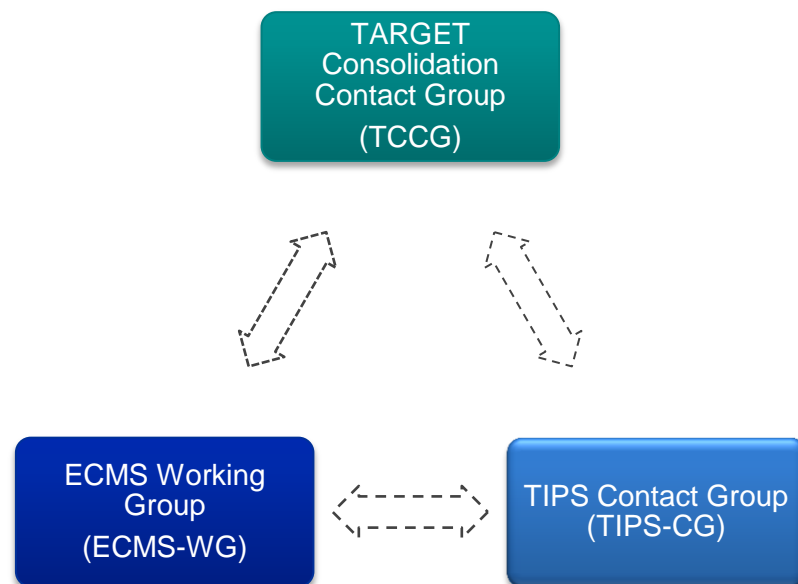 TARGET
Consolidation
Contact Group
(TCCG)
ECMS Working
Group
(ECMS-WG)
TIPS Contact Group
(TIPS-CG)